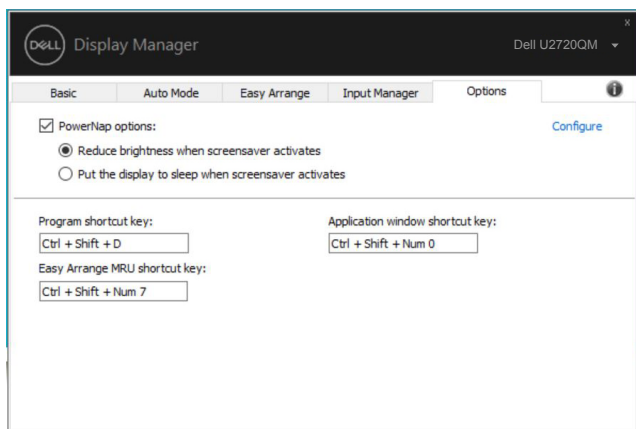 DELL Display Manager
x
Dell U2720QM
Basic Auto Mode Easy Arrange Input Manager Options i
PowerNap options: Configure
Reduce brightness when screensaver activates
Put the display to sleep when screensaver activates
Program shortcut key: Application window shortcut key:
Ctrl + Shift + D Ctrl + Shift + Num 0
Easy Arrange MRU shortcut key:
Ctrl + Shift + Num 7